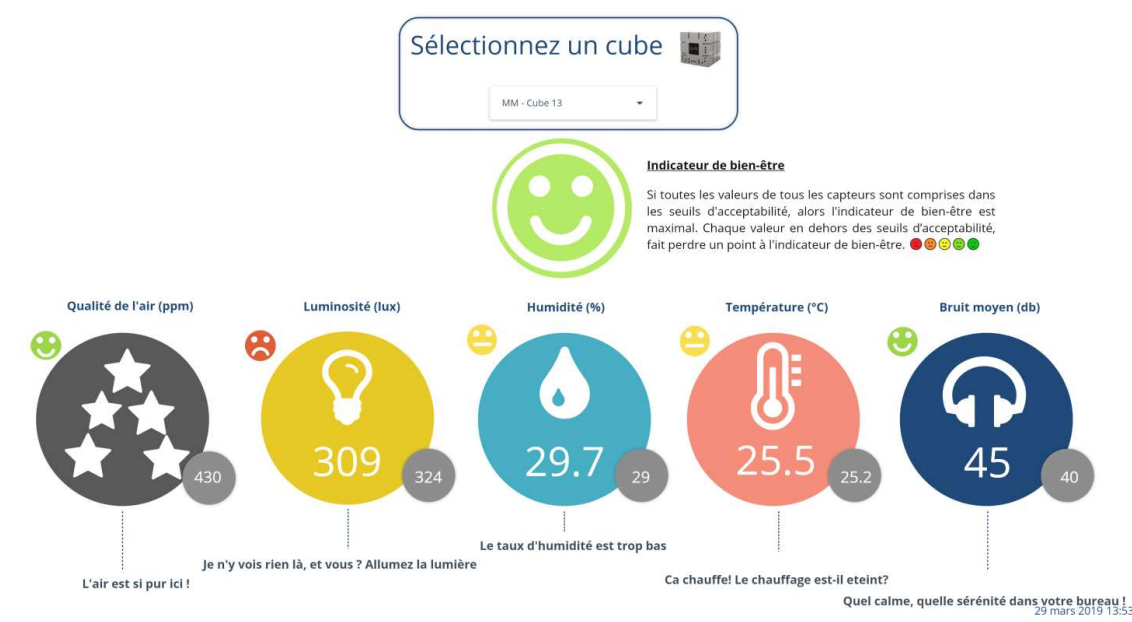 Sélectionnez un cube
MM - Cube 13
Indicateur de bien-être
Si toutes les valeurs de tous les capteurs sont comprises dans
les seuils d'acceptabilité, alors l'indicateur de bien-être est
maximal. Chaque valeur en dehors des seuils d’acceptabilité,
fait perdre un point à l'indicateur de bien-être.
Qualité de l'air (ppm)
Luminosité (lux)
Humidité (%)
Température (°C)
Bruit moyen (db)
430
309
324
29.7
29
25.5
25.2
45
40
L'air est si pur ici !
Je n'y vois rien là, et vous ? Allumez la lumière
Le taux d'humidité est trop bas
Ca chauffe! Le chauffage est-il eteint?
Quel calme, quelle sérénité dans votre bureau !
29 mars 2019 13:53